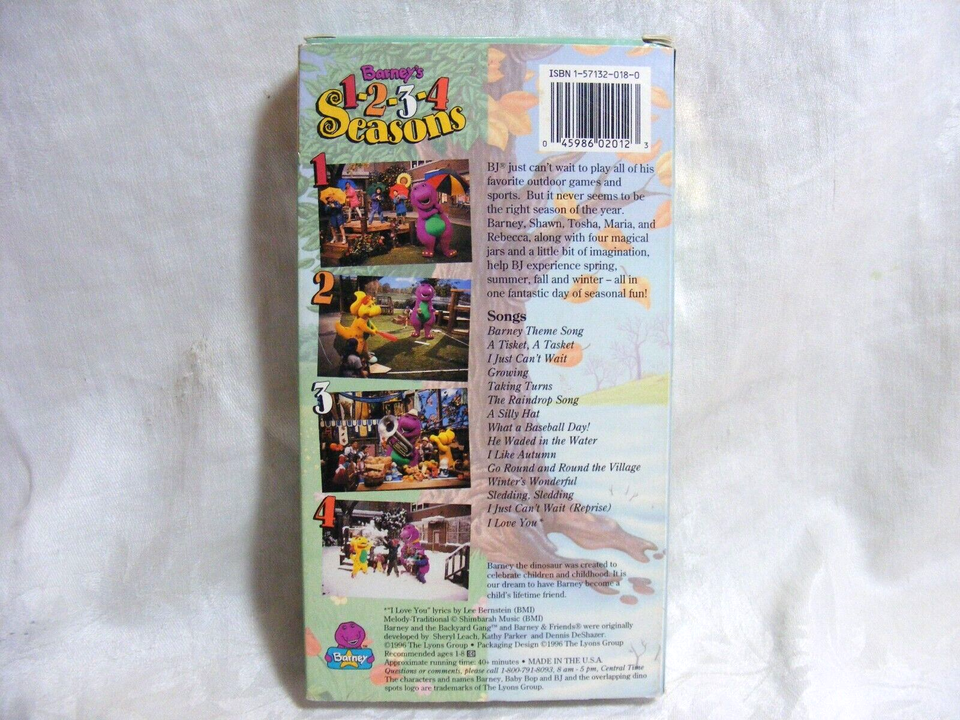 Barney's
1-2-3-4
Seasons
ISBN 1-57132-018-0
0 45986 02012 3
1
2
3
4
BJ® just can't wait to play all of his
favorite outdoor games and
sports. But it never seems to be
the right season of the year.
Barney, Shawn, Tosha, Maria, and
Rebecca, along with four magical
jars and a little bit of imagination,
help BJ experience spring,
summer, fall and winter – all in
one fantastic day of seasonal fun!
Songs
Barney Theme Song
A Tisket, A Tasket
I Just Can't Wait
Growing
Taking Turns
The Raindrop Song
A Silly Hat
What a Baseball Day!
He Waded in the Water
I Like Autumn
Go Round and Round the Village
Winter's Wonderful
Sledding, Sledding
I Just Can't Wait (Reprise)
I Love You*
Barney the dinosaur was created to
celebrate children and childhood. It is
our dream to have Barney become a
child's lifetime friend.
*"I Love You" lyrics by Lee Bernstein (BMI)
Melody-Traditional © Shimbarah Music (BMI)
Barney and the Backyard Gang™ and Barney & Friends® were originally
developed by Sheryl Leach, Kathy Parker and Dennis DeShazer.
©1996 The Lyons Group • Packaging Design ©1996 The Lyons Group
Recommended ages 1-8
Approximate running time: 40+ minutes • MADE IN THE U.S.A.
Questions or comments, please call 1-800-791-8093, 8 am - 5 pm, Central Time
The characters and names Barney, Baby Bop and BJ and the overlapping dino
spots logo are trademarks of The Lyons Group.
Barney